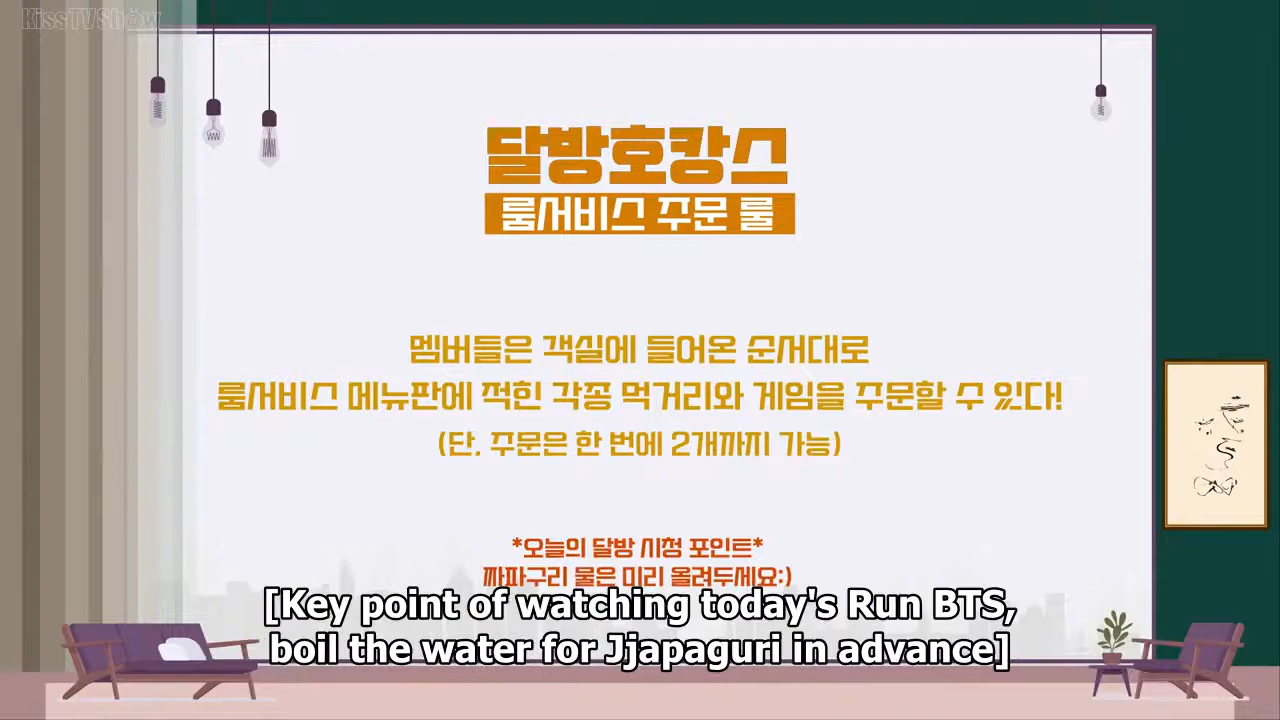 KissTVShow
달방호캉스
룸서비스 주문 룰
멤버들은 객실에 들어온 순서대로
룸서비스 메뉴판에 적힌 각종 먹거리와 게임을 주문할 수 있다!
(단, 주문은 한 번에 2개까지 가능)
*오늘의 달방 시청 포인트*
짜파구리 물은 미리 올려두세요:)
[Key point of watching today's Run BTS,
boil the water for Jjapaguri in advance]